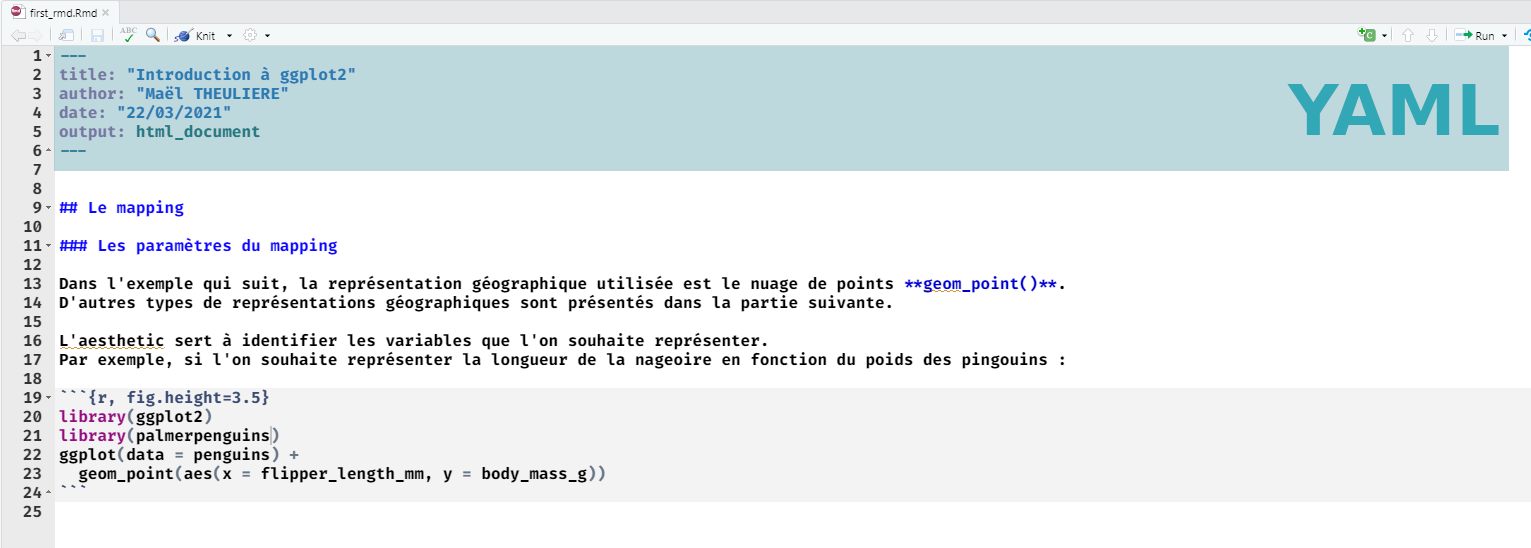 first_rmd.Rmd
ABC
Knit
Run
1 ---
2 title: "Introduction à ggplot2"
3 author: "Maël THEULIERE"
4 date: "22/03/2021"
5 output: html_document
6 ---
7
YAML
8
9 ## Le mapping
10
11 ### Les paramètres du mapping
12
13 Dans l'exemple qui suit, la représentation géographique utilisée est le nuage de points **geom_point()**.
14 D'autres types de représentations géographiques sont présentés dans la partie suivante.
15
16 L'aesthetic sert à identifier les variables que l'on souhaite représenter.
17 Par exemple, si l'on souhaite représenter la longueur de la nageoire en fonction du poids des pingouins :
18
19 ```{r, fig.height=3.5}
20 library(ggplot2)
21 library(palmerpenguins)
22 ggplot(data = penguins) +
23   geom_point(aes(x = flipper_length_mm, y = body_mass_g))
24 ```
25